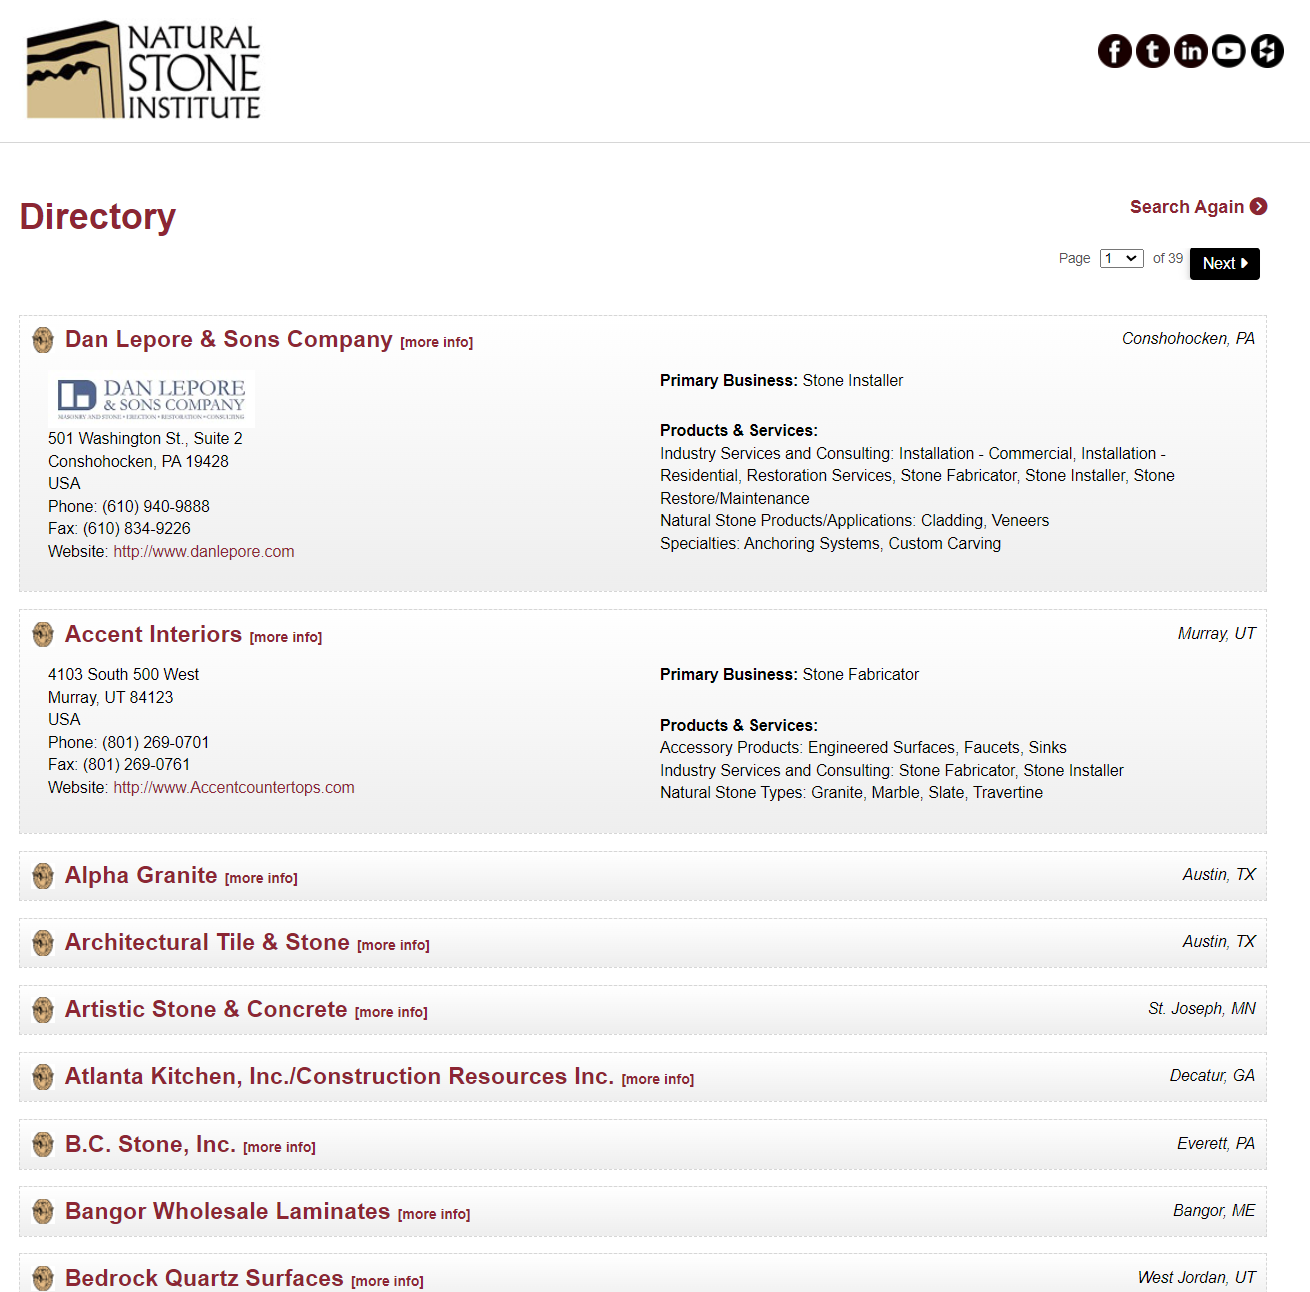 NATURAL
STONE
INSTITUTE
Directory
Search Again
Page 1 of 39 Next
Dan Lepore & Sons Company [more info]
Conshohocken, PA
DAN LEPORE
& SONS COMPANY
MASONRY AND STONE • ERECTION • RESTORATION • CONSULTING
501 Washington St., Suite 2
Conshohocken, PA 19428
USA
Phone: (610) 940-9888
Fax: (610) 834-9226
Website: http://www.danlepore.com
Primary Business: Stone Installer
Products & Services:
Industry Services and Consulting: Installation - Commercial, Installation -
Residential, Restoration Services, Stone Fabricator, Stone Installer, Stone
Restore/Maintenance
Natural Stone Products/Applications: Cladding, Veneers
Specialties: Anchoring Systems, Custom Carving
Accent Interiors [more info]
Murray, UT
4103 South 500 West
Murray, UT 84123
USA
Phone: (801) 269-0701
Fax: (801) 269-0761
Website: http://www.Accentcountertops.com
Primary Business: Stone Fabricator
Products & Services:
Accessory Products: Engineered Surfaces, Faucets, Sinks
Industry Services and Consulting: Stone Fabricator, Stone Installer
Natural Stone Types: Granite, Marble, Slate, Travertine
Alpha Granite [more info]
Austin, TX
Architectural Tile & Stone [more info]
Austin, TX
Artistic Stone & Concrete [more info]
St. Joseph, MN
Atlanta Kitchen, Inc./Construction Resources Inc. [more info]
Decatur, GA
B.C. Stone, Inc. [more info]
Everett, PA
Bangor Wholesale Laminates [more info]
Bangor, ME
Bedrock Quartz Surfaces [more info]
West Jordan, UT